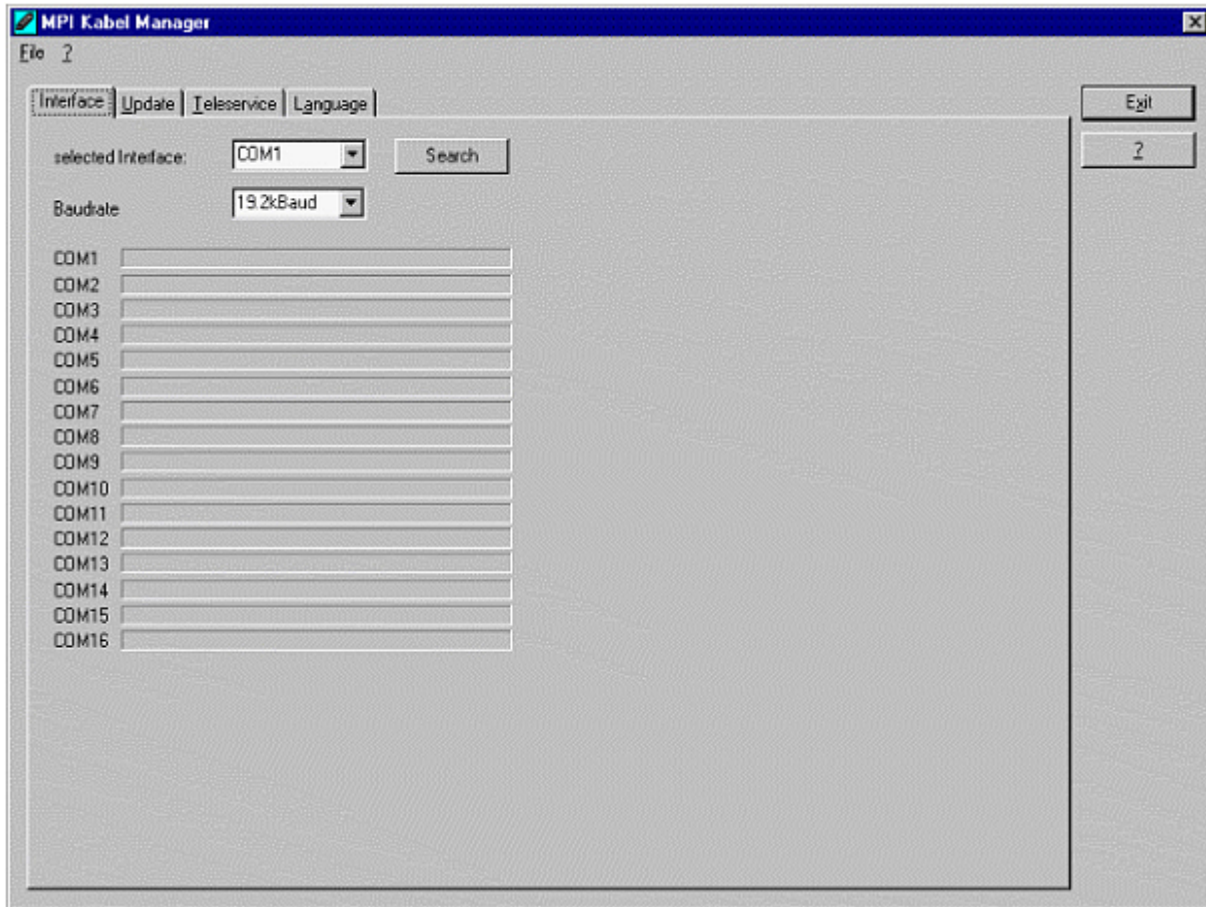 MPI Kabel Manager
File ?
Interface Update Teleservice Language
Exit
selected Interface: COM1 Search
?
Baudrate 19.2kBaud
COM1
COM2
COM3
COM4
COM5
COM6
COM7
COM8
COM9
COM10
COM11
COM12
COM13
COM14
COM15
COM16